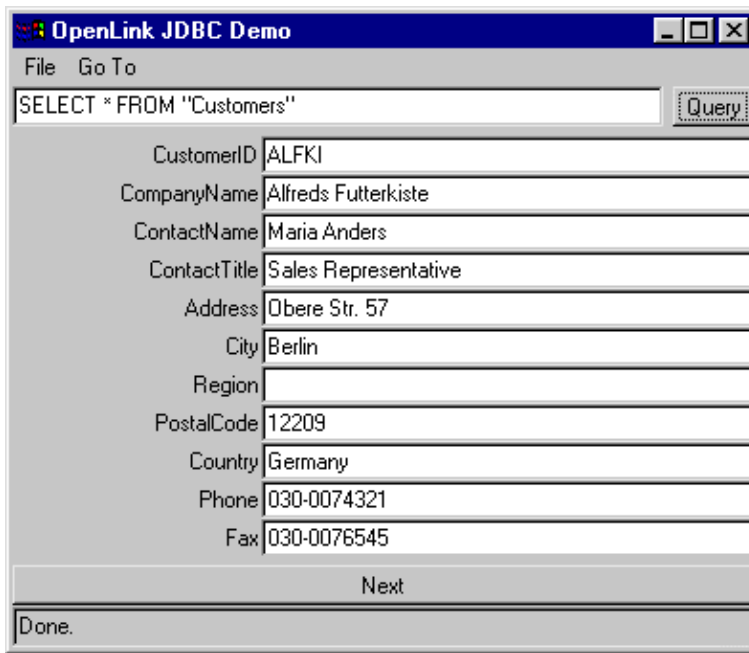 OpenLink JDBC Demo
File Go To
SELECT * FROM "Customers" Query
CustomerID ALFKI
CompanyName Alfreds Futterkiste
ContactName Maria Anders
ContactTitle Sales Representative
Address Obere Str. 57
City Berlin
Region
PostalCode 12209
Country Germany
Phone 030-0074321
Fax 030-0076545
Next
Done.